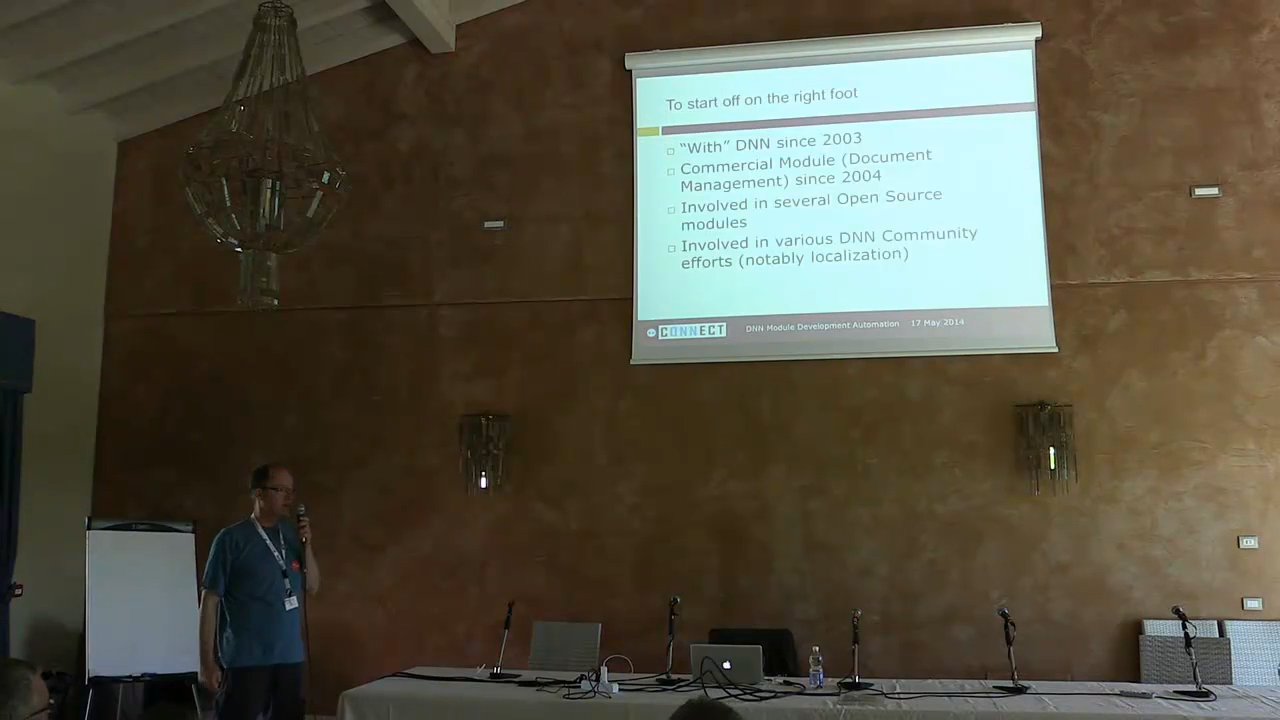 To start off on the right foot
"With" DNN since 2003
Commercial Module (Document
Management) since 2004
Involved in several Open Source
modules
Involved in various DNN Community
efforts (notably localization)
CONNECT DNN Module Development Automation 17 May 2014